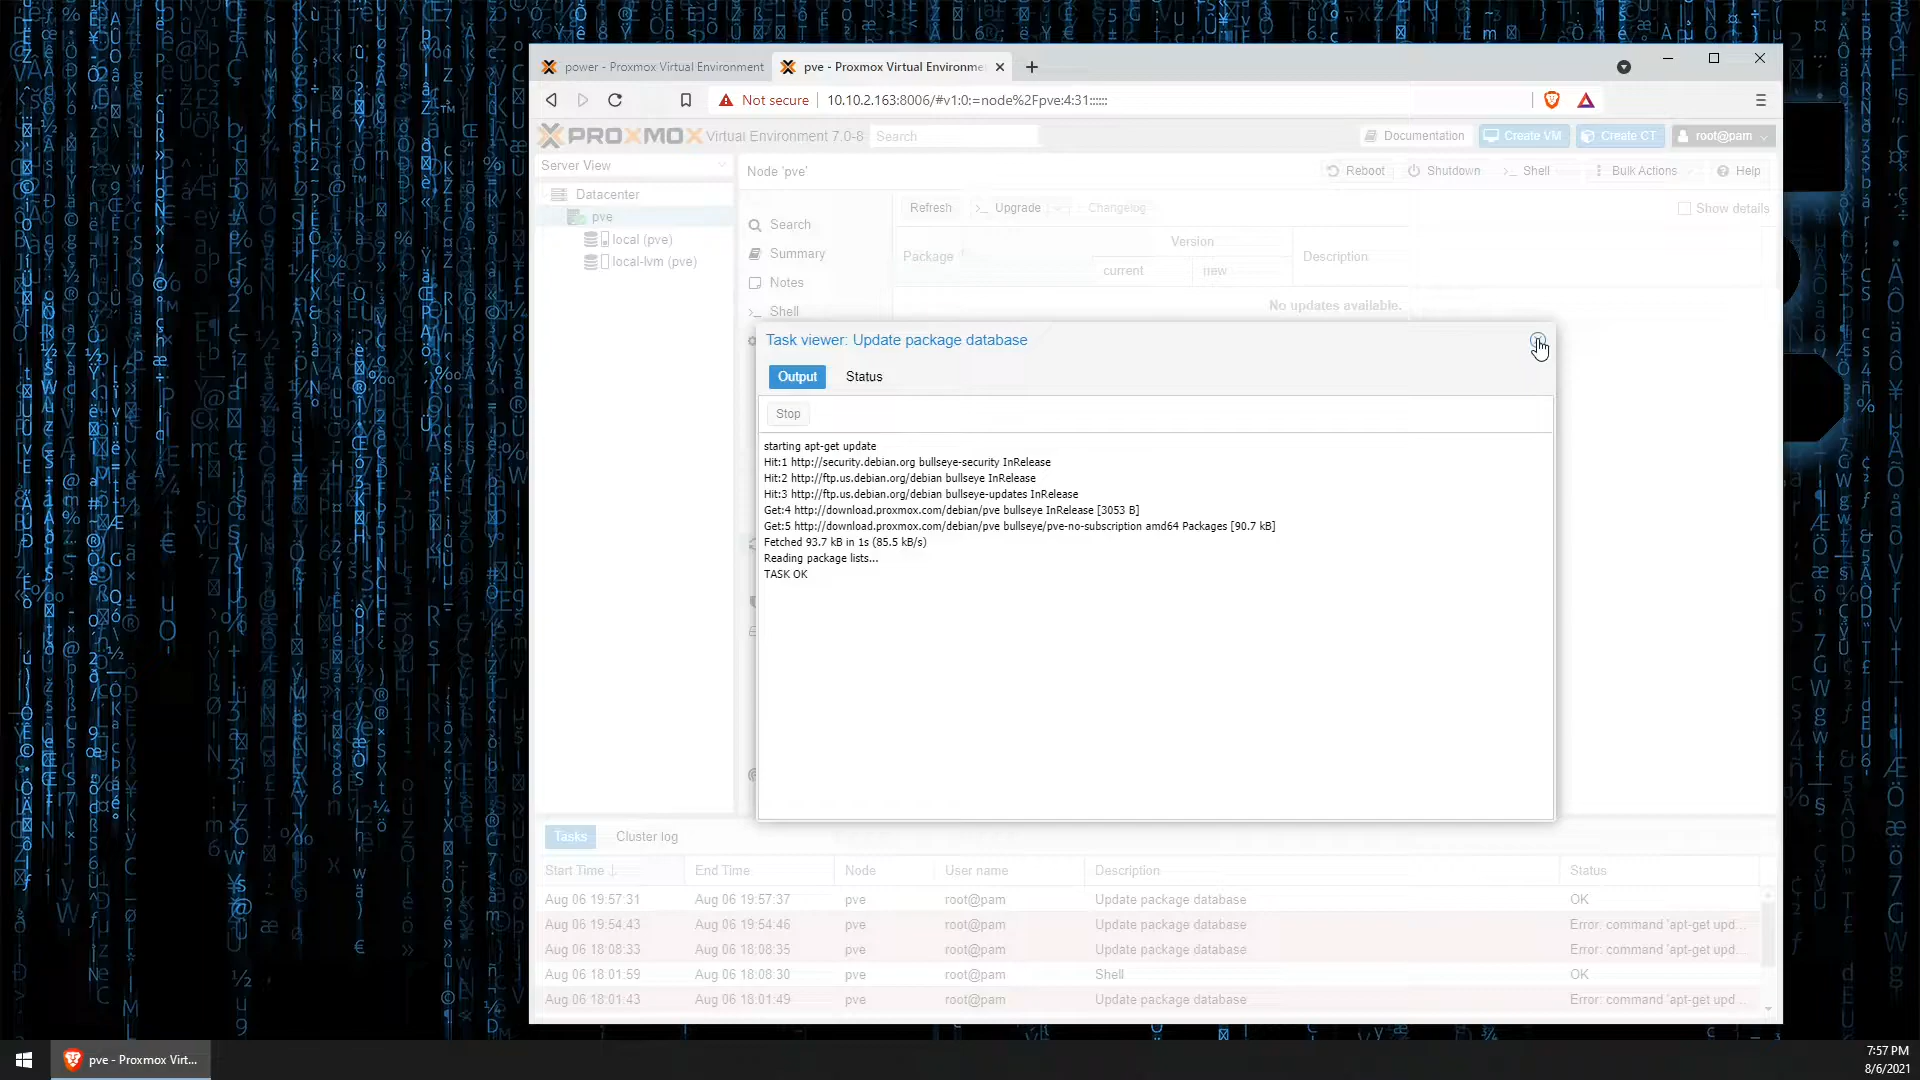 power - Proxmox Virtual Environment
pve - Proxmox Virtual Environme
Not secure
10.10.2.163:8006/#v1:0:=node%2Fpve:4:31::::::
PROXMOX Virtual Environment 7.0-8
Search
Documentation
Create VM
Create CT
root@pam
Server View
Node 'pve'
Reboot
Shutdown
Shell
Bulk Actions
Help
Datacenter
pve
local (pve)
local-lvm (pve)
Search
Summary
Notes
Shell
Refresh
Upgrade
Changelog
Show details
Package
Version
current
new
Description
No updates available.
Task viewer: Update package database
Output
Status
Stop
starting apt-get update
Hit:1 http://security.debian.org bullseye-security InRelease
Hit:2 http://ftp.us.debian.org/debian bullseye InRelease
Hit:3 http://ftp.us.debian.org/debian bullseye-updates InRelease
Get:4 http://download.proxmox.com/debian/pve bullseye InRelease [3053 B]
Get:5 http://download.proxmox.com/debian/pve bullseye/pve-no-subscription amd64 Packages [90.7 kB]
Fetched 93.7 kB in 1s (85.5 kB/s)
Reading package lists...
TASK OK
Tasks
Cluster log
Start Time
End Time
Node
User name
Description
Status
Aug 06 19:57:31 Aug 06 19:57:37 pve root@pam Update package database OK
Aug 06 19:54:43 Aug 06 19:54:46 pve root@pam Update package database Error: command 'apt-get upd...
Aug 06 18:08:33 Aug 06 18:08:35 pve root@pam Update package database Error: command 'apt-get upd...
Aug 06 18:01:59 Aug 06 18:08:30 pve root@pam Shell OK
Aug 06 18:01:43 Aug 06 18:01:49 pve root@pam Update package database Error: command 'apt-get upd...
pve - Proxmox Virt...
7:57 PM
8/6/2021